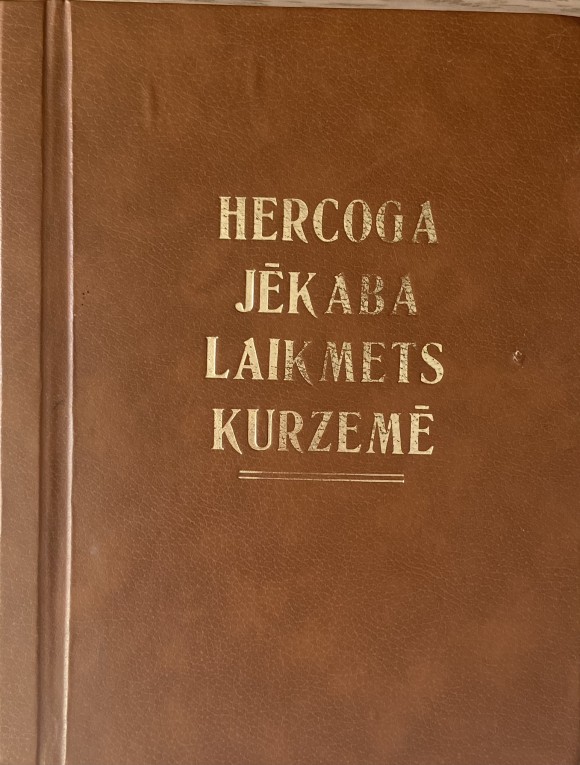 HERCOGA
JĒKABA
LAIKMETS
KURZEMĒ